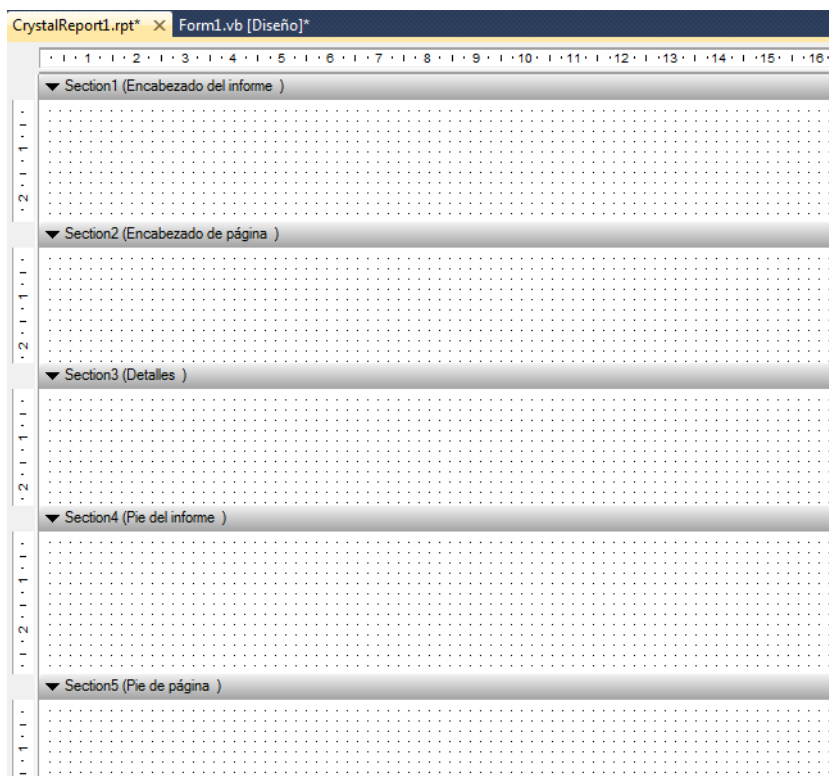 CrystalReport1.rpt* × Form1.vb [Diseño]*
1 2 3 4 5 6 7 8 9 10 11 12 13 14 15 16
Section1 (Encabezado del informe )
1
2
Section2 (Encabezado de página )
1
2
Section3 (Detalles )
1
2
Section4 (Pie del informe )
1
2
Section5 (Pie de página )
1